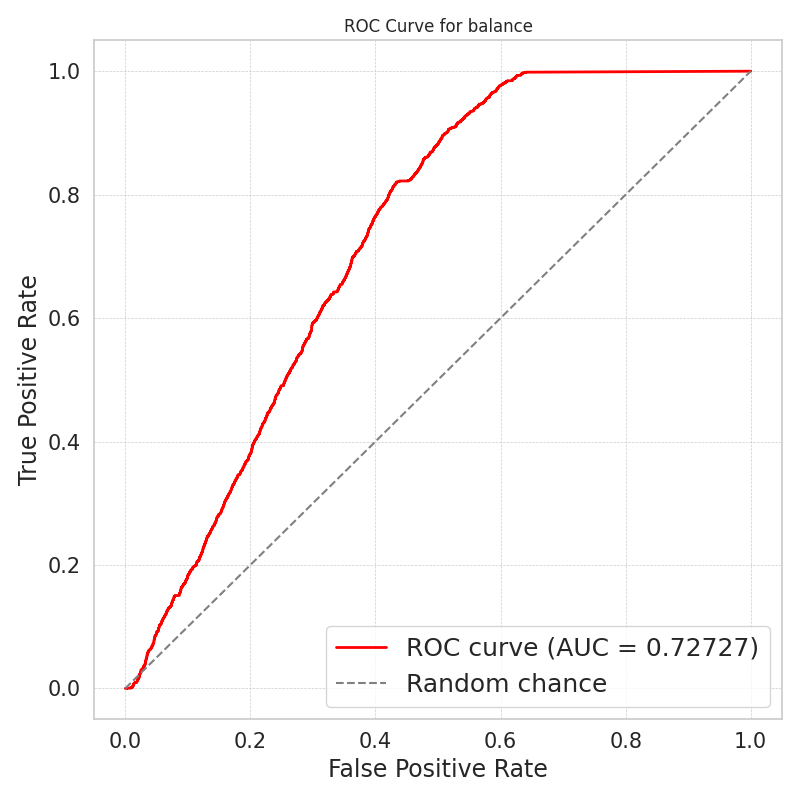 ROC Curve for balance
1.0
0.8
0.6
0.4
0.2
0.0
True Positive Rate
ROC curve (AUC = 0.72727)
Random chance
0.0 0.2 0.4 0.6 0.8 1.0
False Positive Rate